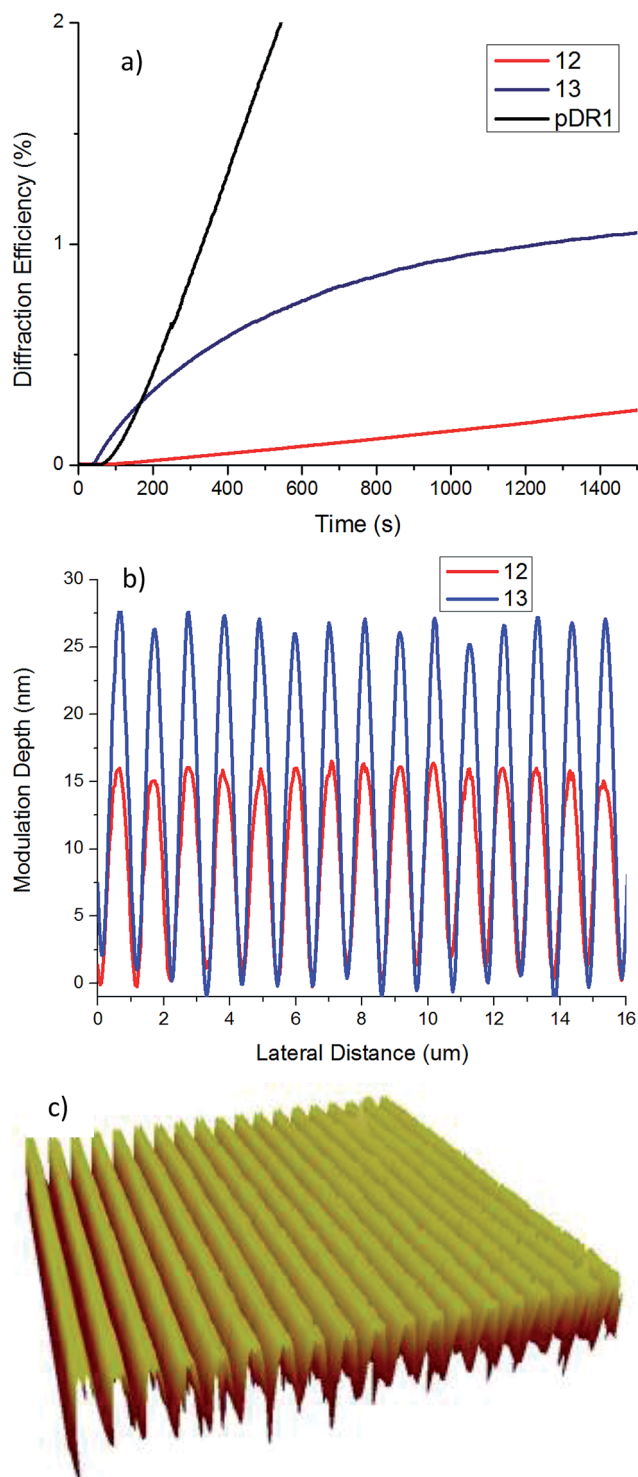 a)
12
13
pDR1
Diffraction Efficiency (%)
2
1
0
0 200 400 600 800 1000 1200 1400
Time (s)
b)
12
13
Modulation Depth (nm)
30
25
20
15
10
5
0
0 2 4 6 8 10 12 14 16
Lateral Distance (um)
c)